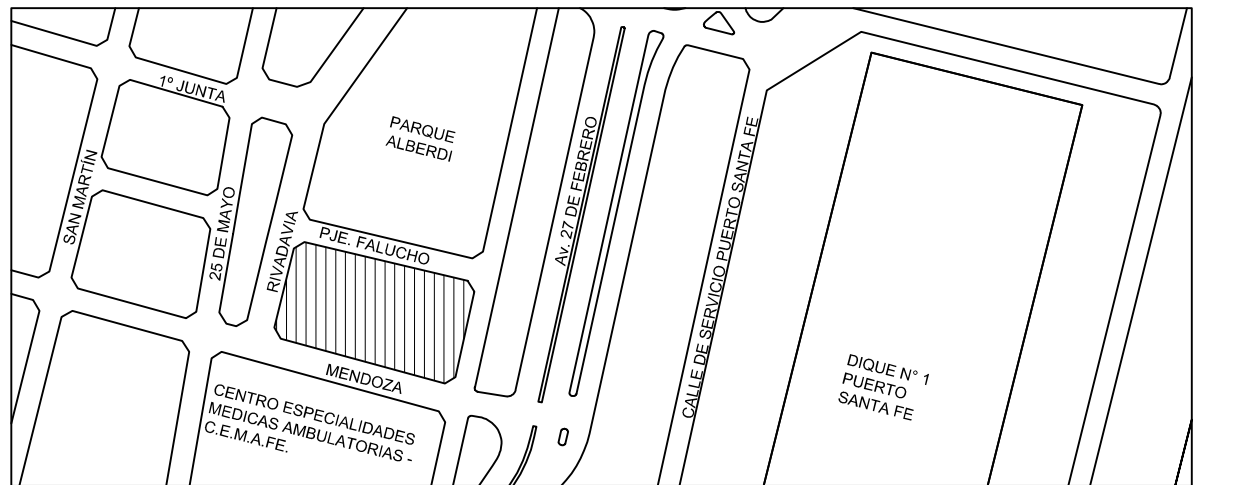 1º JUNTA
PARQUE
ALBERDI
SAN MARTÍN
25 DE MAYO
RIVADAVIA
PJE. FALUCHO
Av. 27 DE FEBRERO
CALLE DE SERVICIO PUERTO SANTA FE
MENDOZA
CENTRO ESPECIALIDADES
MEDICAS AMBULATORIAS -
C.E.M.A.FE.
DIQUE N° 1
PUERTO
SANTA FE